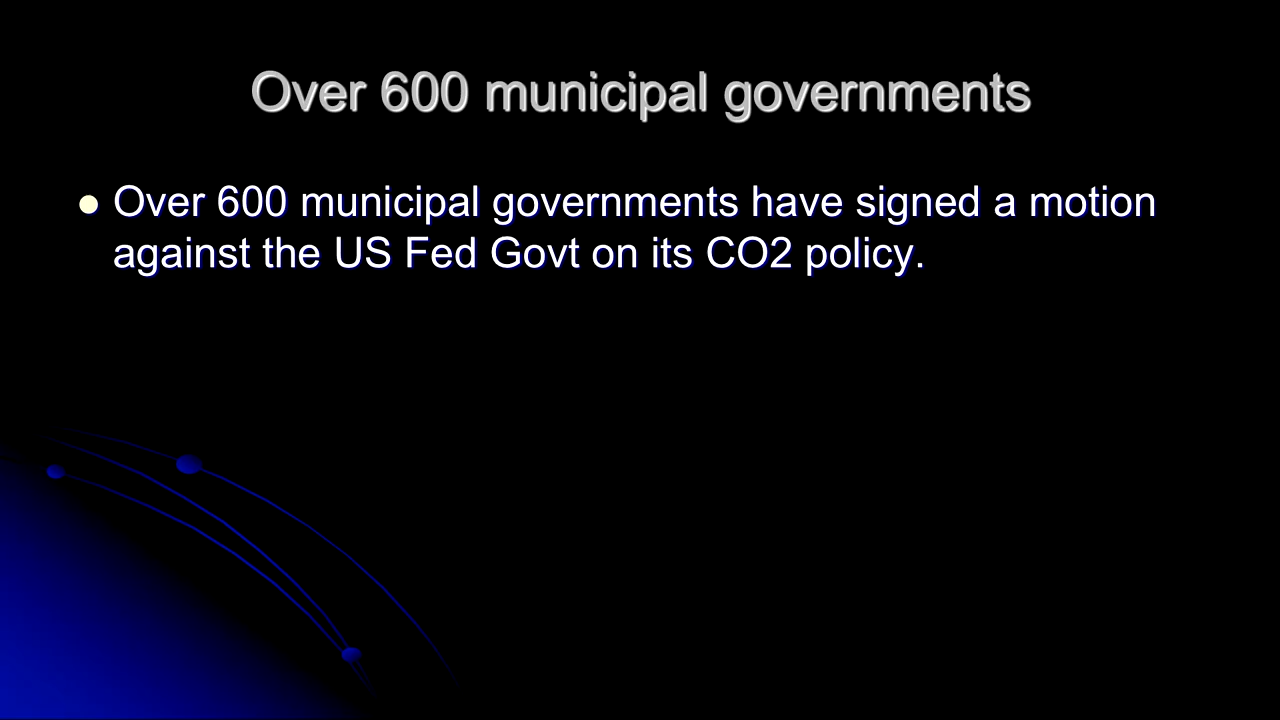 Over 600 municipal governments
Over 600 municipal governments have signed a motion
against the US Fed Govt on its CO2 policy.